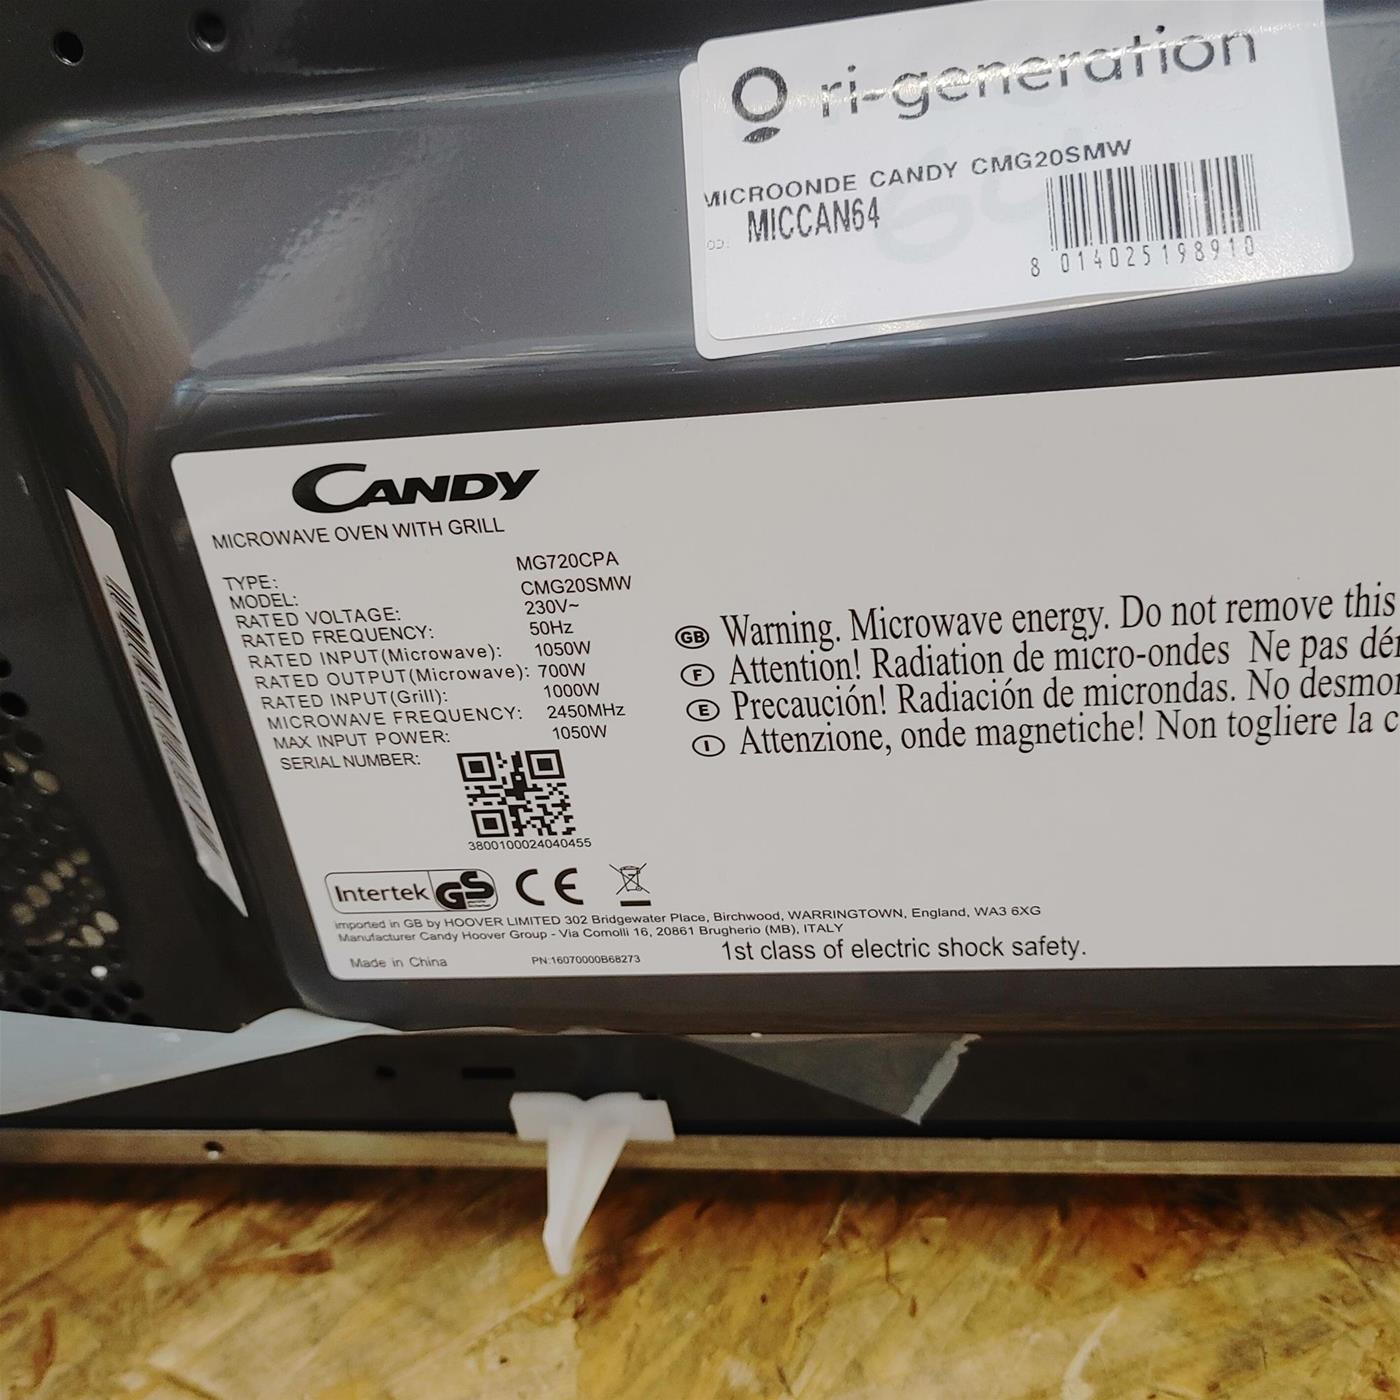 ri-generation
MICROONDE CANDY CMG20SMW
MICCAN64
8 014025198910
CANDY
MICROWAVE OVEN WITH GRILL
TYPE: MG720CPA
MODEL: CMG20SMW
RATED VOLTAGE: 230V~
RATED FREQUENCY: 50Hz
RATED INPUT(Microwave): 1050W
RATED OUTPUT(Microwave): 700W
RATED INPUT(Grill): 1000W
MICROWAVE FREQUENCY: 2450MHz
MAX INPUT POWER: 1050W
SERIAL NUMBER:
3800100024040455
GB Warning. Microwave energy. Do not remove this
F Attention! Radiation de micro-ondes Ne pas dé
E Precaución! Radiación de microndas. No desmo
I Attenzione, onde magnetiche! Non togliere la c
Intertek GS CE
imported in GB by HOOVER LIMITED 302 Bridgewater Place, Birchwood, WARRINGTOWN, England, WA3 6XG
Manufacturer Candy Hoover Group - Via Comolli 16, 20861 Brugherio (MB), ITALY
Made in China PN:16070000B68273 1st class of electric shock safety.